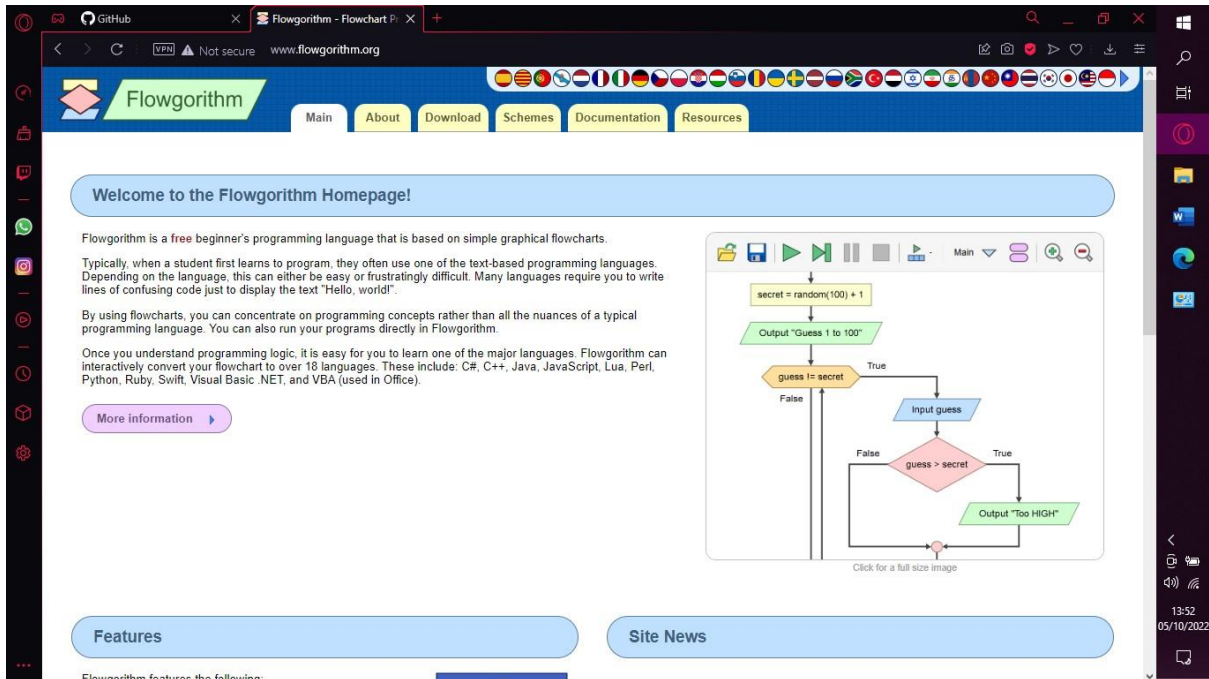 GitHub
Flowgorithm - Flowchart Pr
VPN
Not secure
www.flowgorithm.org
Flowgorithm
Main
About
Download
Schemes
Documentation
Resources
Welcome to the Flowgorithm Homepage!
Flowgorithm is a free beginner's programming language that is based on simple graphical flowcharts.
Typically, when a student first learns to program, they often use one of the text-based programming languages.
Depending on the language, this can either be easy or frustratingly difficult. Many languages require you to write
lines of confusing code just to display the text "Hello, world!".
By using flowcharts, you can concentrate on programming concepts rather than all the nuances of a typical
programming language. You can also run your programs directly in Flowgorithm.
Once you understand programming logic, it is easy for you to learn one of the major languages. Flowgorithm can
interactively convert your flowchart to over 18 languages. These include: C#, C++, Java, JavaScript, Lua, Perl,
Python, Ruby, Swift, Visual Basic .NET, and VBA (used in Office).
More information
Main
secret = random(100) + 1
Output "Guess 1 to 100"
guess != secret
True
False
Input guess
False
guess > secret
True
Output "Too HIGH"
Click for a full size image
Features
Site News
Flowgorithm features the following:
13:52
05/10/2022